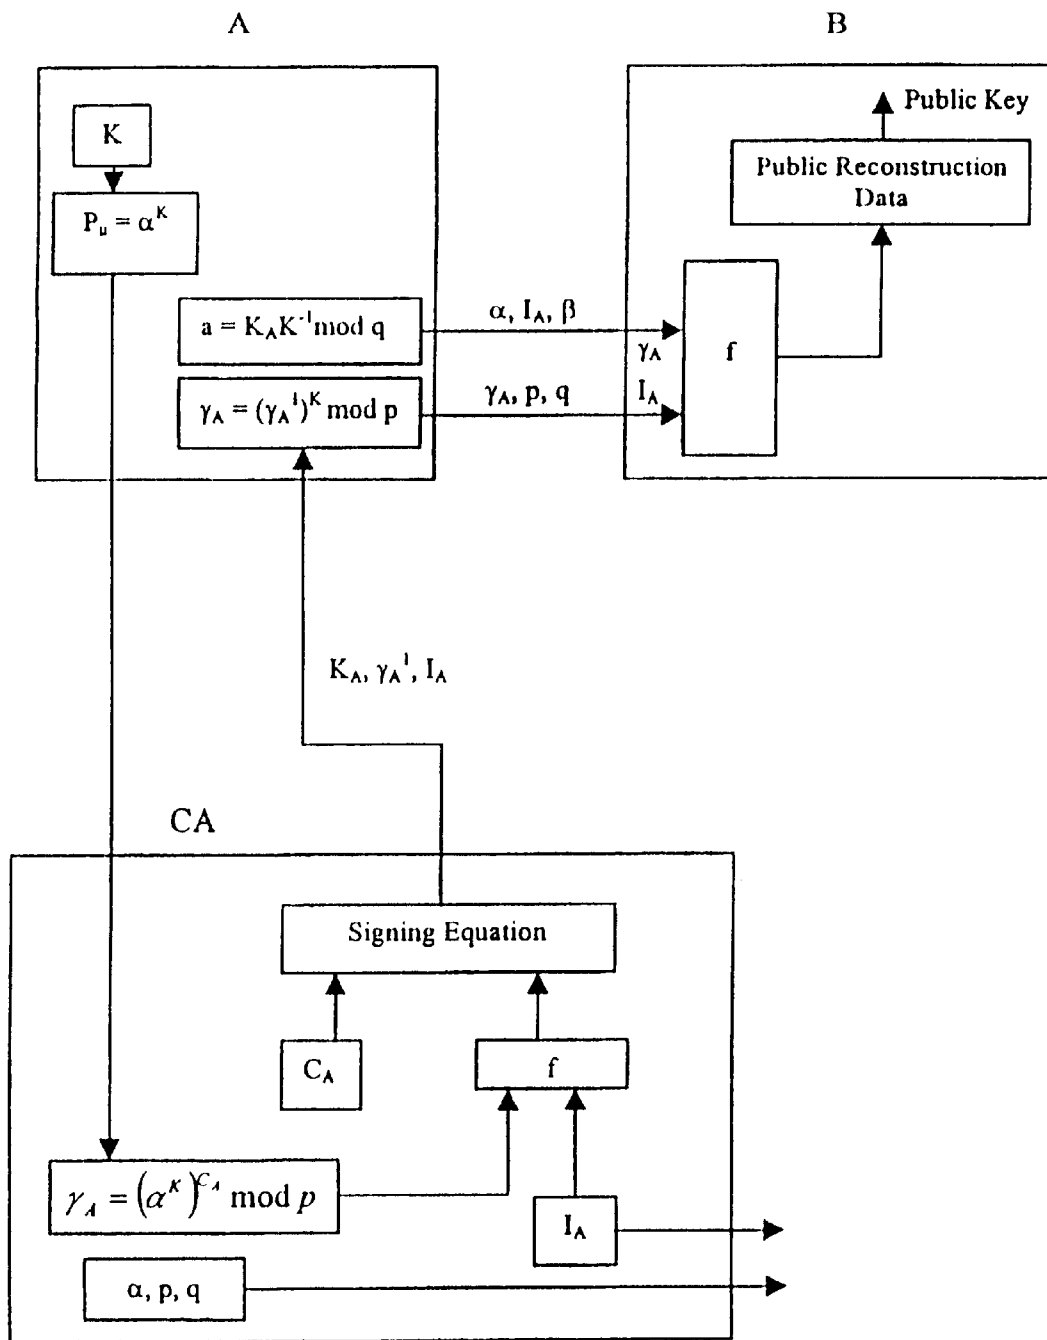 A
B
K
P_μ = α^K
a = K_A K^-1 mod q
γ_A = (γ_A^1)^K mod p
α, I_A, β
γ_A, p, q
γ_A
I_A
f
Public Key
Public Reconstruction
Data
K_A, γ_A^1, I_A
CA
Signing Equation
C_A
f
γ_A = (α^K)^C_A mod p
I_A
α, p, q